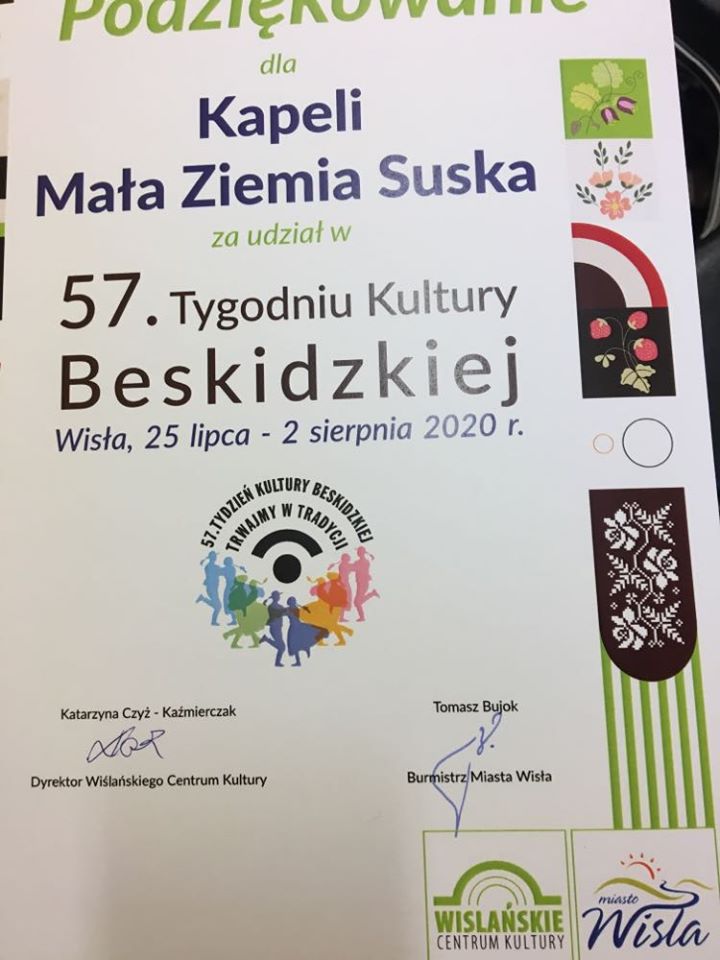 Podziękowanie
dla
Kapeli
Mała Ziemia Suska
za udział w
57. Tygodniu Kultury
Beskidzkiej
Wisła, 25 lipca - 2 sierpnia 2020 r.
57. TYDZIEŃ KULTURY BESKIDZKIEJ
TRWAJMY W TRADYCJI
Katarzyna Czyż - Kaźmierczak
Dyrektor Wiślańskiego Centrum Kultury
Tomasz Bujok
Burmistrz Miasta Wisła
WISLAŃSKIE
CENTRUM KULTURY
miasto
Wisła